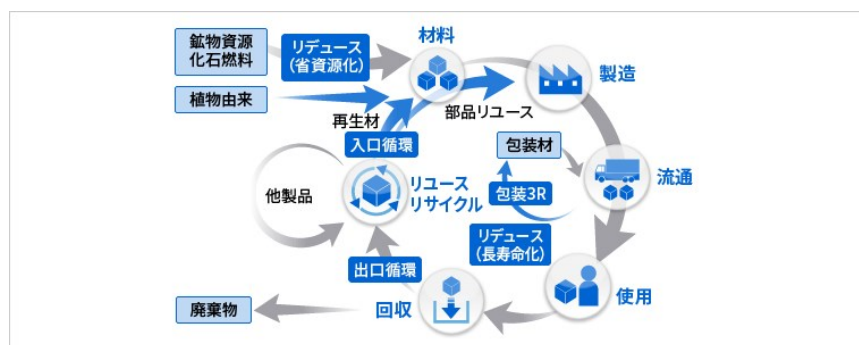 鉱物資源
化石燃料
リデュース
(省資源化)
材料
製造
植物由来
再生材
部品リユース
入口循環
包装材
流通
他製品
リユース
リサイクル
包装3R
リデュース
(長寿命化)
出口循環
使用
廃棄物
回収